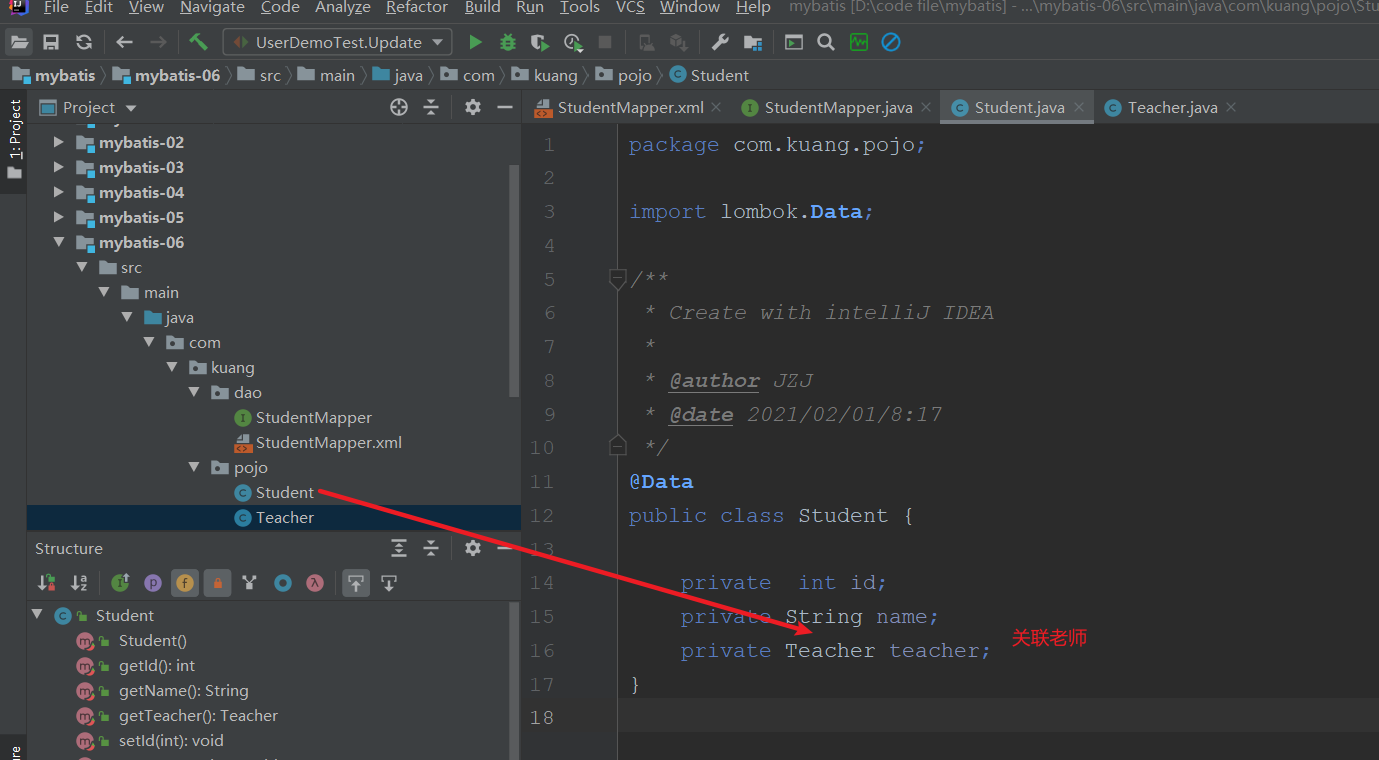 File Edit View Navigate Code Analyze Refactor Build Run Tools VCS Window Help mybatis [D:\code file\mybatis] - ...\mybatis-06\src\main\java\com\kuang\pojo\Stu
UserDemoTest.Update
mybatis mybatis-06 src main java com kuang pojo Student
1: Project
Project
StudentMapper.xml StudentMapper.java Student.java Teacher.java
mybatis-02
mybatis-03
mybatis-04
mybatis-05
mybatis-06
src
main
java
com
kuang
dao
StudentMapper
StudentMapper.xml
pojo
Student
Teacher
Structure
Student
Student()
getId(): int
getName(): String
getTeacher(): Teacher
setId(int): void
1 package com.kuang.pojo;
2
3 import lombok.Data;
4
5 /**
6 * Create with intelliJ IDEA
7 *
8 * @author JZJ
9 * @date 2021/02/01/8:17
10 */
11 @Data
12 public class Student {
13
14 private  int id;
15 private String name;
16 private Teacher teacher;
关联老师
17 }
18